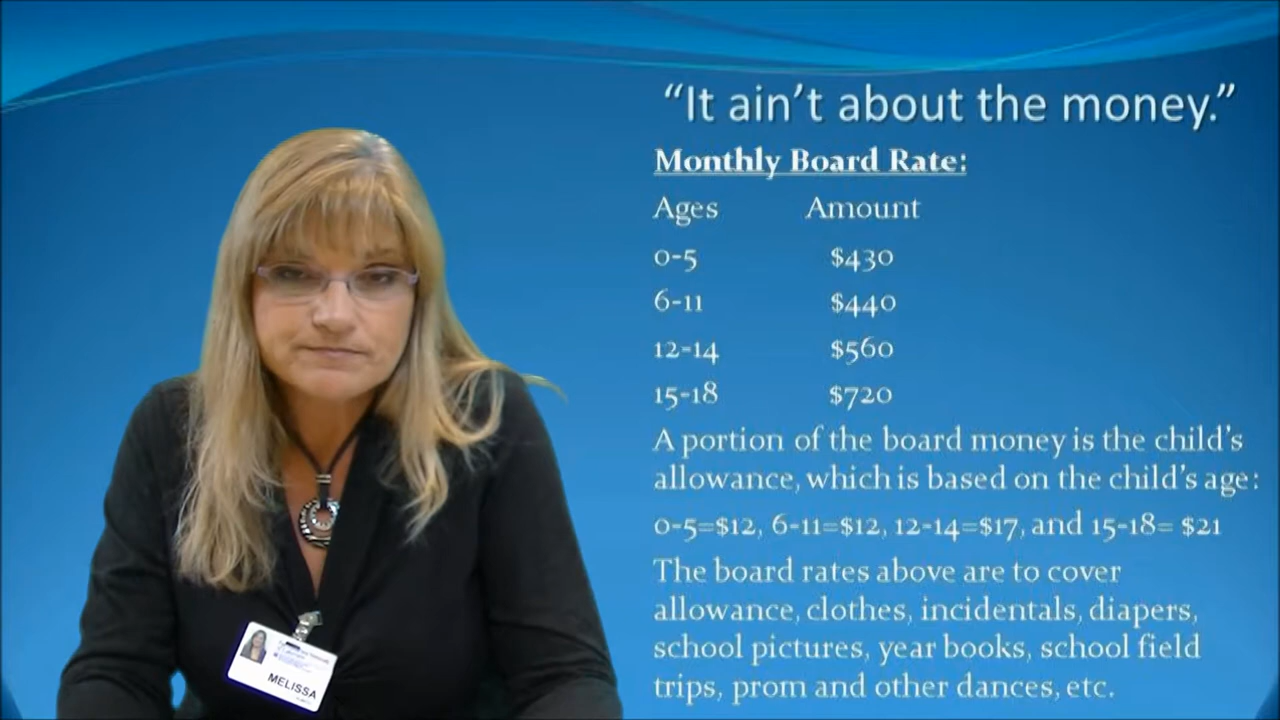 “It ain’t about the money.”
Monthly Board Rate:
Ages Amount
0-5 $430
6-11 $440
12-14 $560
15-18 $720
A portion of the board money is the child’s
allowance, which is based on the child’s age:
0-5=$12, 6-11=$12, 12-14=$17, and 15-18= $21
The board rates above are to cover
allowance, clothes, incidentals, diapers,
school pictures, year books, school field
trips, prom and other dances, etc.
MELISSA